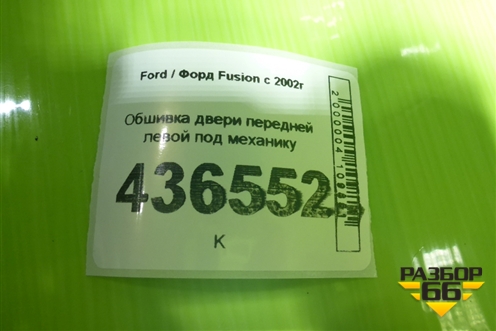 Ford / Форд Fusion с 2002г
Обшивка двери передней
левой под механику
436552
К
РАЗБОР
66